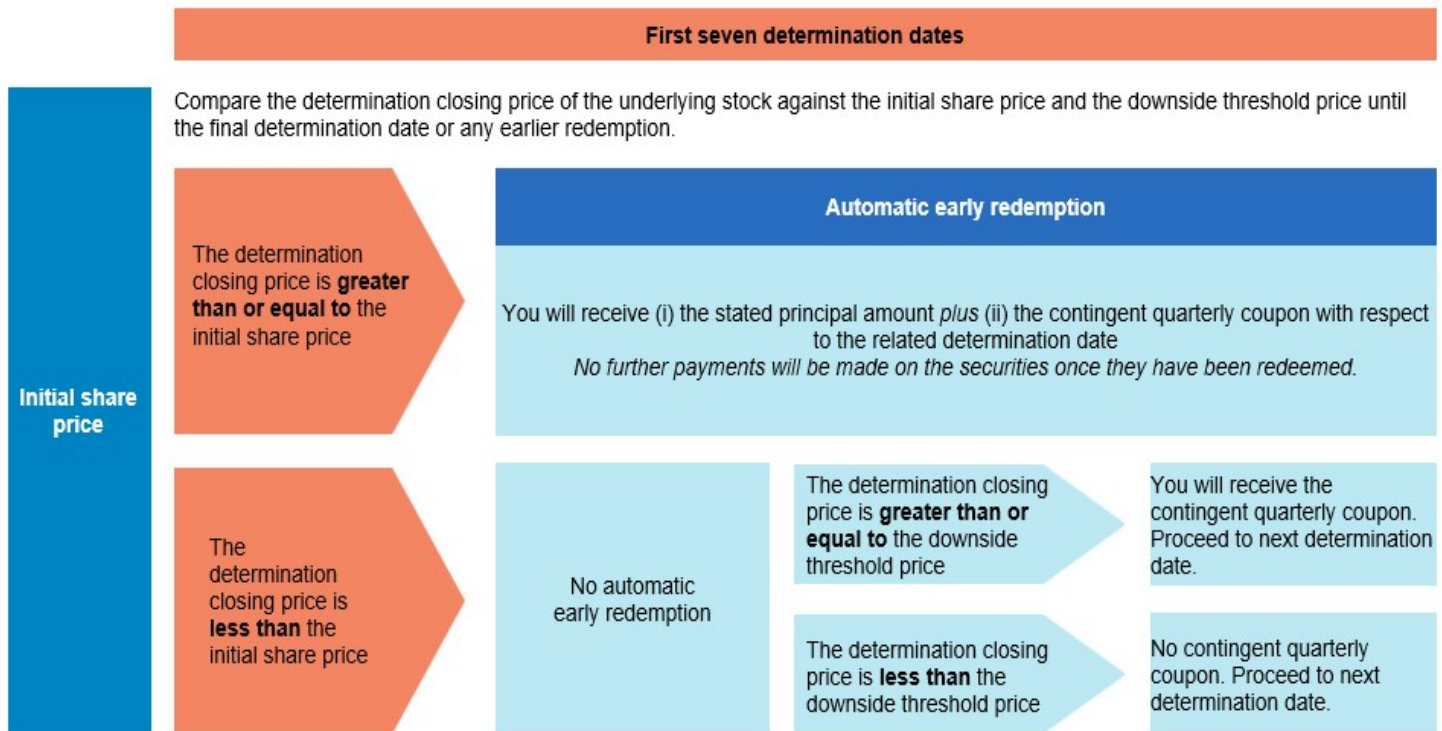 First seven determination dates
Compare the determination closing price of the underlying stock against the initial share price and the downside threshold price until
the final determination date or any earlier redemption.
Initial share
price
The determination
closing price is greater
than or equal to the
initial share price
Automatic early redemption
You will receive (i) the stated principal amount plus (ii) the contingent quarterly coupon with respect
to the related determination date
No further payments will be made on the securities once they have been redeemed.
The
determination
closing price is
less than the
initial share price
No automatic
early redemption
The determination closing
price is greater than or
equal to the downside
threshold price
You will receive the
contingent quarterly coupon.
Proceed to next determination
date.
The determination closing
price is less than the
downside threshold price
No contingent quarterly
coupon. Proceed to next
determination date.